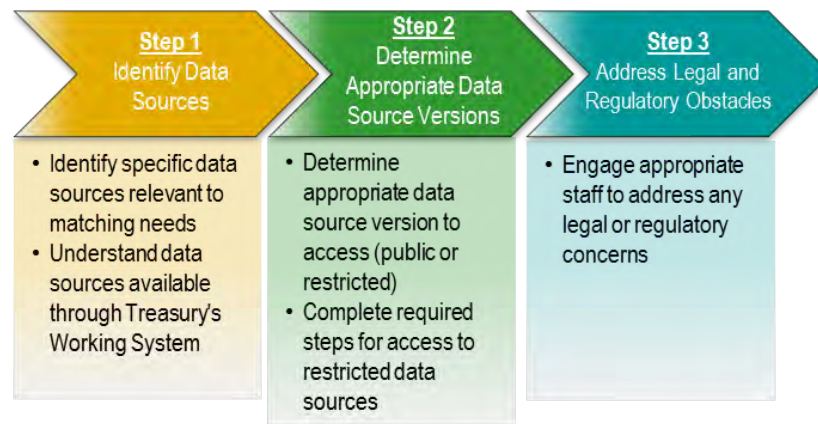 Step 1
Identify Data
Sources
• Identify specific data
sources relevant to
matching needs
• Understand data
sources available
through Treasury's
Working System
Step 2
Determine
Appropriate Data
Source Versions
• Determine
appropriate data
source version to
access (public or
restricted)
• Complete required
steps for access to
restricted data
sources
Step 3
Address Legal and
Regulatory Obstacles
• Engage appropriate
staff to address any
legal or regulatory
concerns